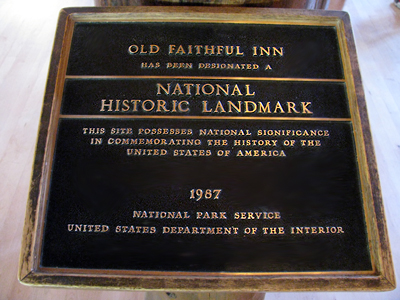 OLD FAITHFUL INN
HAS BEEN DESIGNATED A
NATIONAL
HISTORIC LANDMARK
THIS SITE POSSESSES NATIONAL SIGNIFICANCE
IN COMMEMORATING THE HISTORY OF THE
UNITED STATES OF AMERICA
1987
NATIONAL PARK SERVICE
UNITED STATES DEPARTMENT OF THE INTERIOR